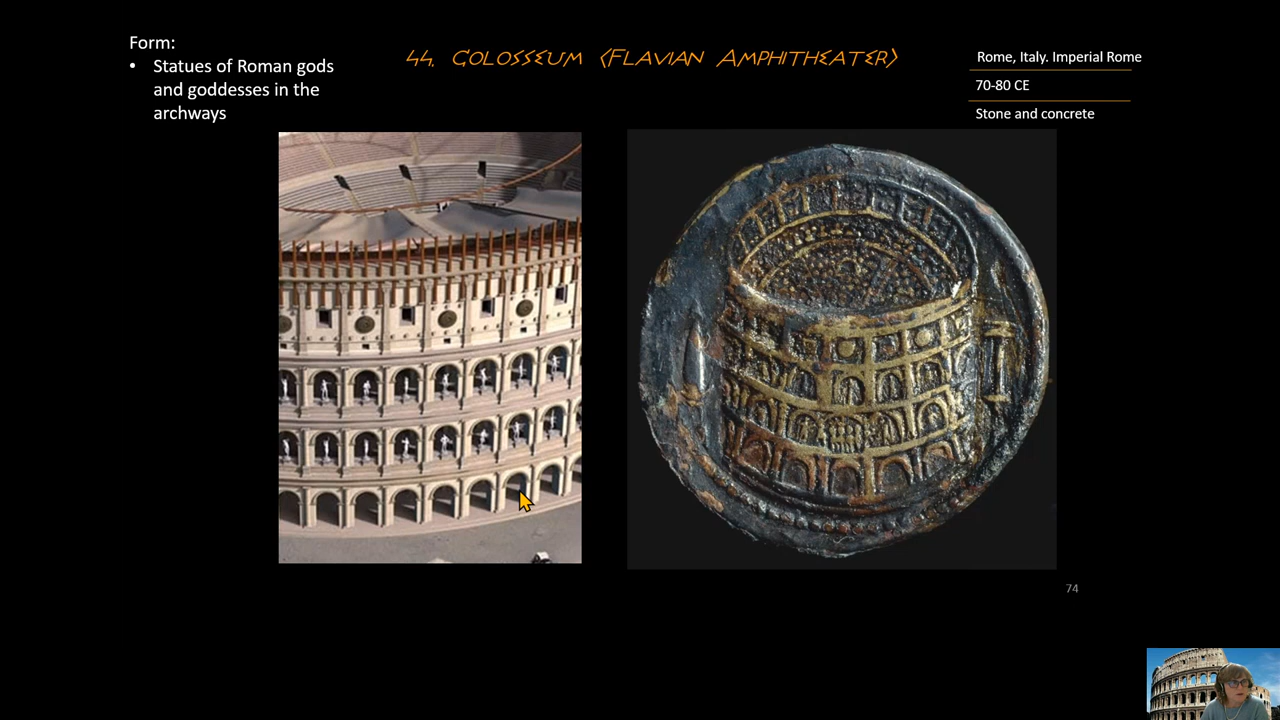 Form:
• Statues of Roman gods
and goddesses in the
archways
44. Colosseum (Flavian Amphitheater)
Rome, Italy. Imperial Rome
70-80 CE
Stone and concrete
74